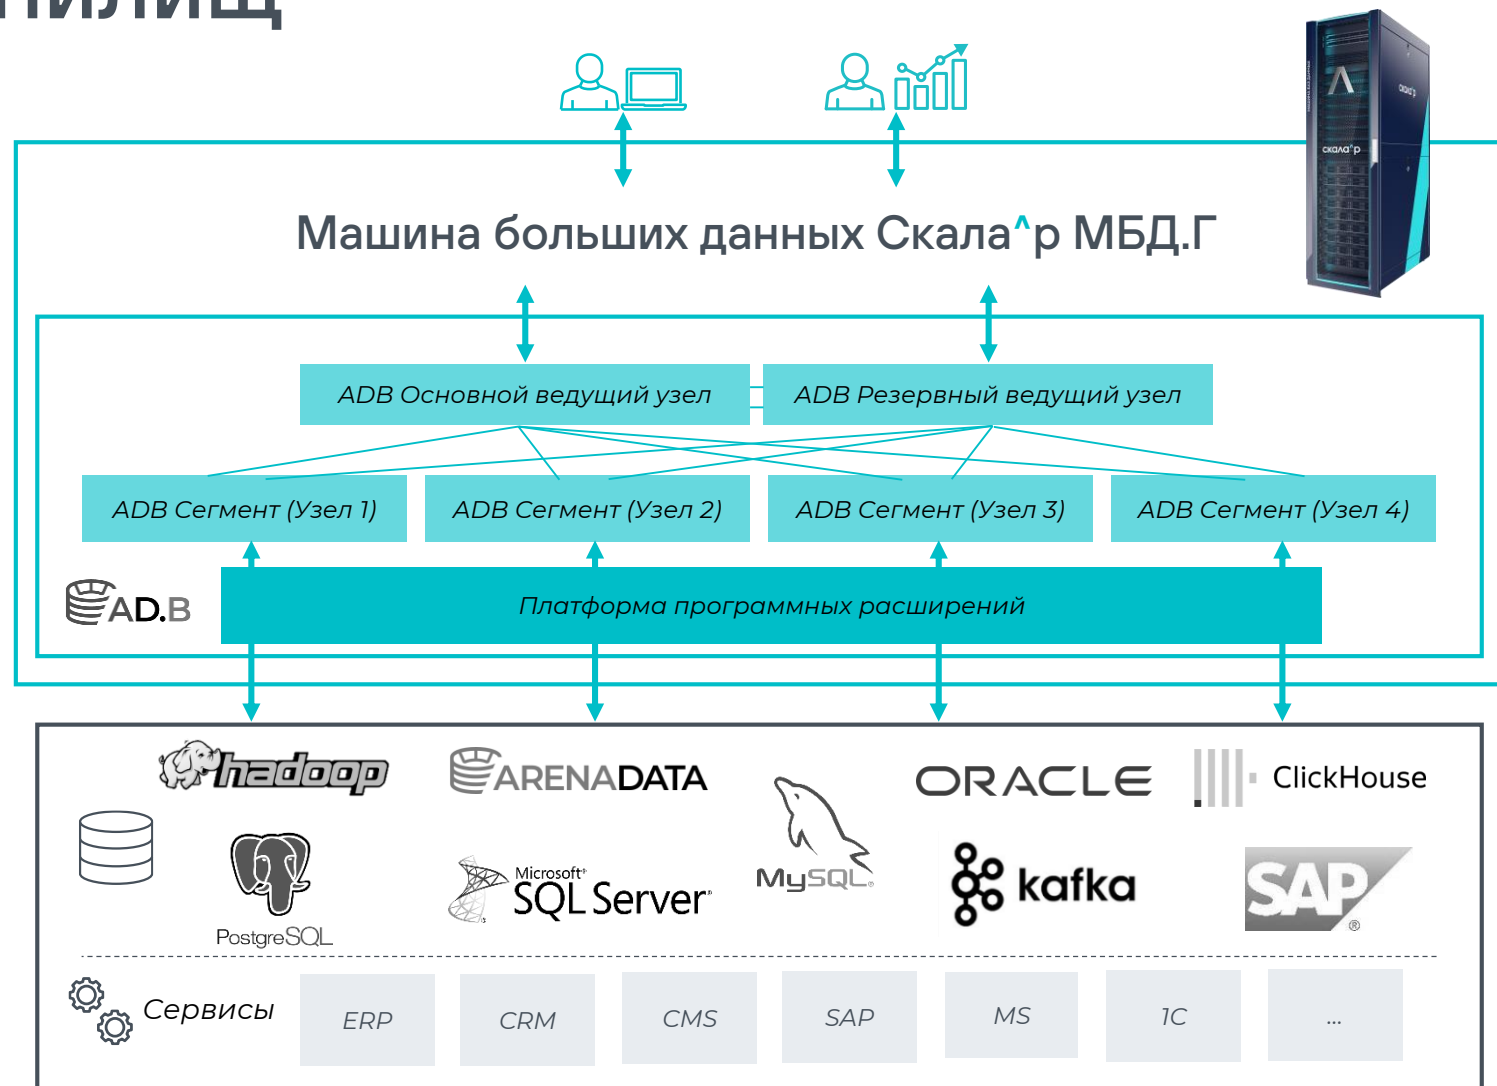 скала^р
скала^р
Машина больших данных Скала^р МБД.Г
ADB Основной ведущий узел
ADB Резервный ведущий узел
ADB Сегмент (Узел 1)
ADB Сегмент (Узел 2)
ADB Сегмент (Узел 3)
ADB Сегмент (Узел 4)
AD.B
Платформа программных расширений
hadoop
ARENADATA
MySQL®
ORACLE
ClickHouse
PostgreSQL
Microsoft®
SQL Server®
kafka
SAP®
Сервисы
ERP
CRM
CMS
SAP
MS
1C
...